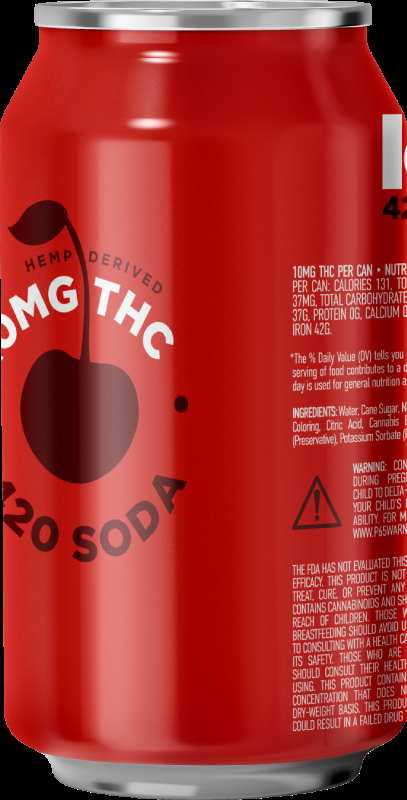 HEMP DERIVED
10MG THC
420 SODA
10MG THC PER CAN • NUTR
PER CAN: CALORIES 131, TO
37MG, TOTAL CARBOHYDRATE
37G, PROTEIN 0G, CALCIUM 0
IRON 42G.
*The % Daily Value (DV) tells you
serving of food contributes to a d
day is used for general nutrition a
INGREDIENTS: Water, Cane Sugar, N
Coloring, Citric Acid, Cannabis E
(Preservative), Potassium Sorbate (P
WARNING: CON
DURING PREG
CHILD TO DELTA-
YOUR CHILD'S
ABILITY. FOR M
WWW.P65WARN
THE FDA HAS NOT EVALUATED THIS
EFFICACY. THIS PRODUCT IS NOT
TREAT, CURE, OR PREVENT ANY
CONTAINS CANNABINOIDS AND SH
REACH OF CHILDREN. THOSE W
BREASTFEEDING SHOULD AVOID U
TO CONSULTING WITH A HEALTH CA
ITS SAFETY. THOSE WHO ARE
SHOULD CONSULT THEIR HEALTH
USING. THIS PRODUCT CONTAIN
CONCENTRATION THAT DOES N
DRY-WEIGHT BASIS. THIS PRODU
COULD RESULT IN A FAILED DRUG